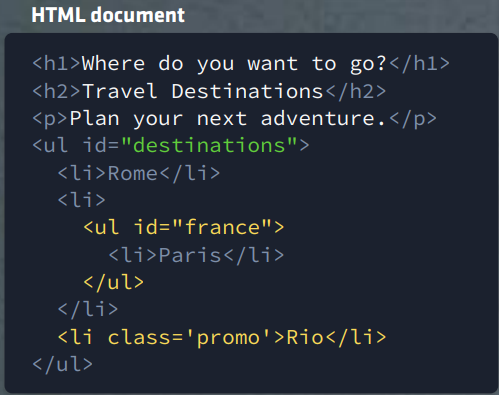 HTML document
<h1>Where do you want to go?</h1>
<h2>Travel Destinations</h2>
<p>Plan your next adventure.</p>
<ul id="destinations">
  <li>Rome</li>
  <li>
    <ul id="france">
      <li>Paris</li>
    </ul>
  </li>
  <li class='promo'>Rio</li>
</ul>